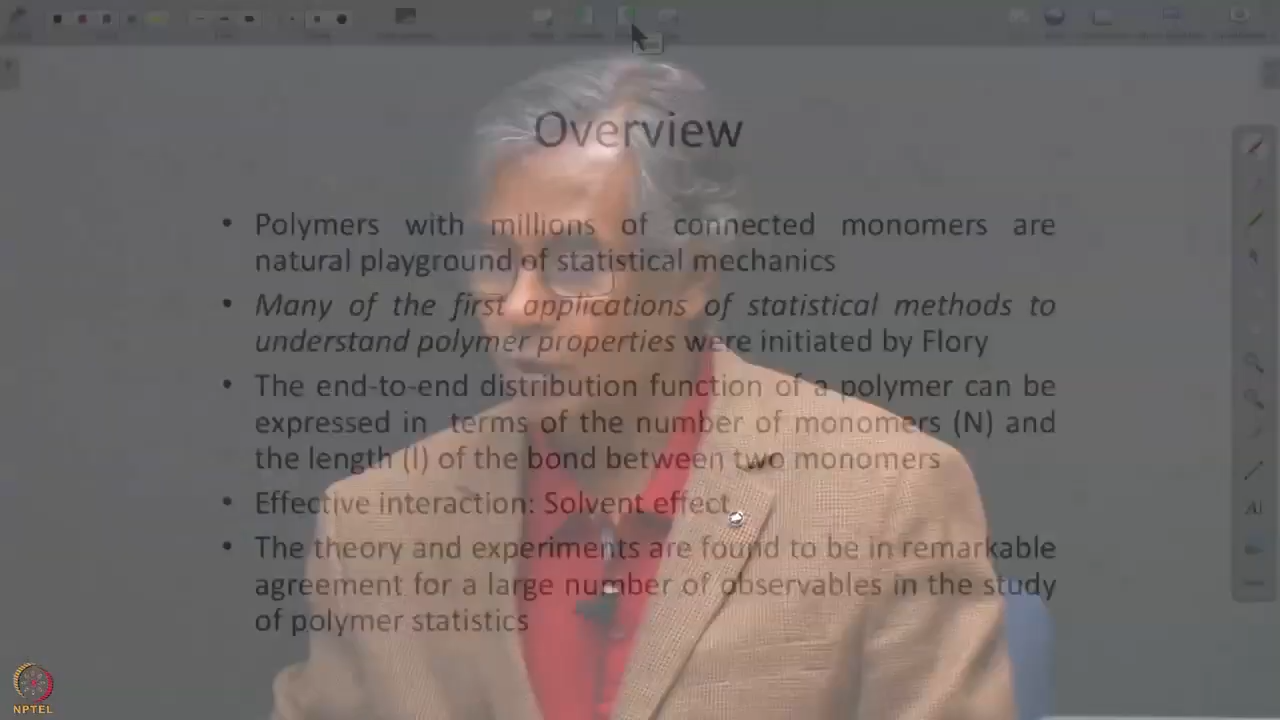 Overview
• Polymers with millions of connected monomers are
natural playground of statistical mechanics
• Many of the first applications of statistical methods to
understand polymer properties were initiated by Flory
• The end-to-end distribution function of a polymer can be
expressed in terms of the number of monomers (N) and
the length (l) of the bond between two monomers
• Effective interaction: Solvent effect
• The theory and experiments are found to be in remarkable
agreement for a large number of observables in the study
of polymer statistics
NPTEL